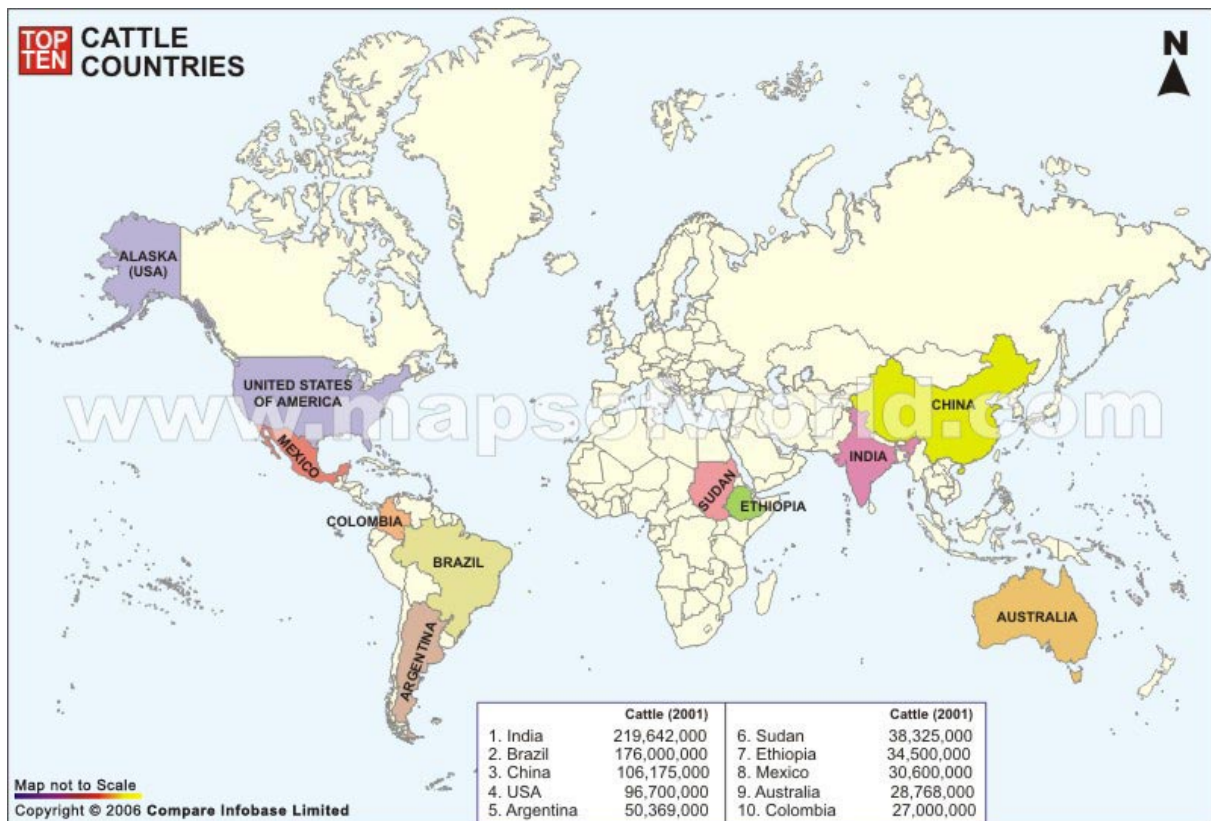 TOP
TEN
CATTLE
COUNTRIES
N
ALASKA
(USA)
UNITED STATES
OF AMERICA
CHINA
www.mapsofworld.com
MEXICO
INDIA
SUDAN
ETHIOPIA
COLOMBIA
BRAZIL
AUSTRALIA
ARGENTINA
Cattle (2001)
1. India 219,642,000
2. Brazil 176,000,000
3. China 106,175,000
4. USA 96,700,000
5. Argentina 50,369,000
Cattle (2001)
6. Sudan 38,325,000
7. Ethiopia 34,500,000
8. Mexico 30,600,000
9. Australia 28,768,000
10. Colombia 27,000,000
Map not to Scale
Copyright © 2006 Compare Infobase Limited